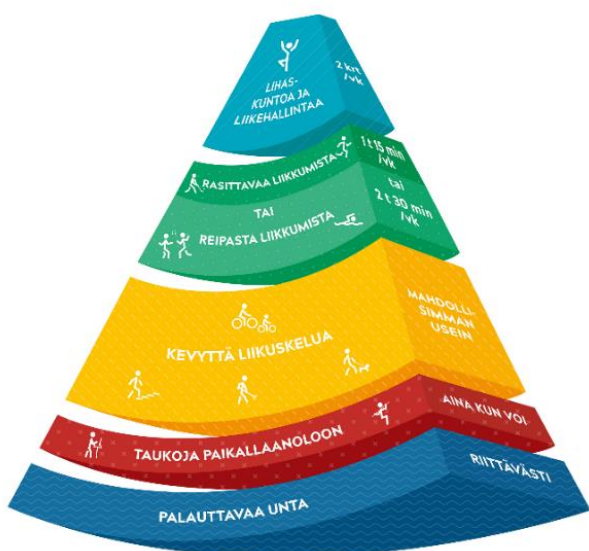 LIHAS-
KUNTOA JA
LIIKEHALLINTAA
2 krt
/vk
RASITTAVAA LIIKKUMISTA
1 t 15 min
/vk
TAI
REIPASTA LIIKKUMISTA
tai
2 t 30 min
/vk
KEVYTTÄ LIIKUSKELUA
MAHDOLLI-
SIMMAN
USEIN
TAUKOJA PAIKALLAANOLOON
AINA KUN VOI
PALAUTTAVAA UNTA
RIITTÄVÄSTI